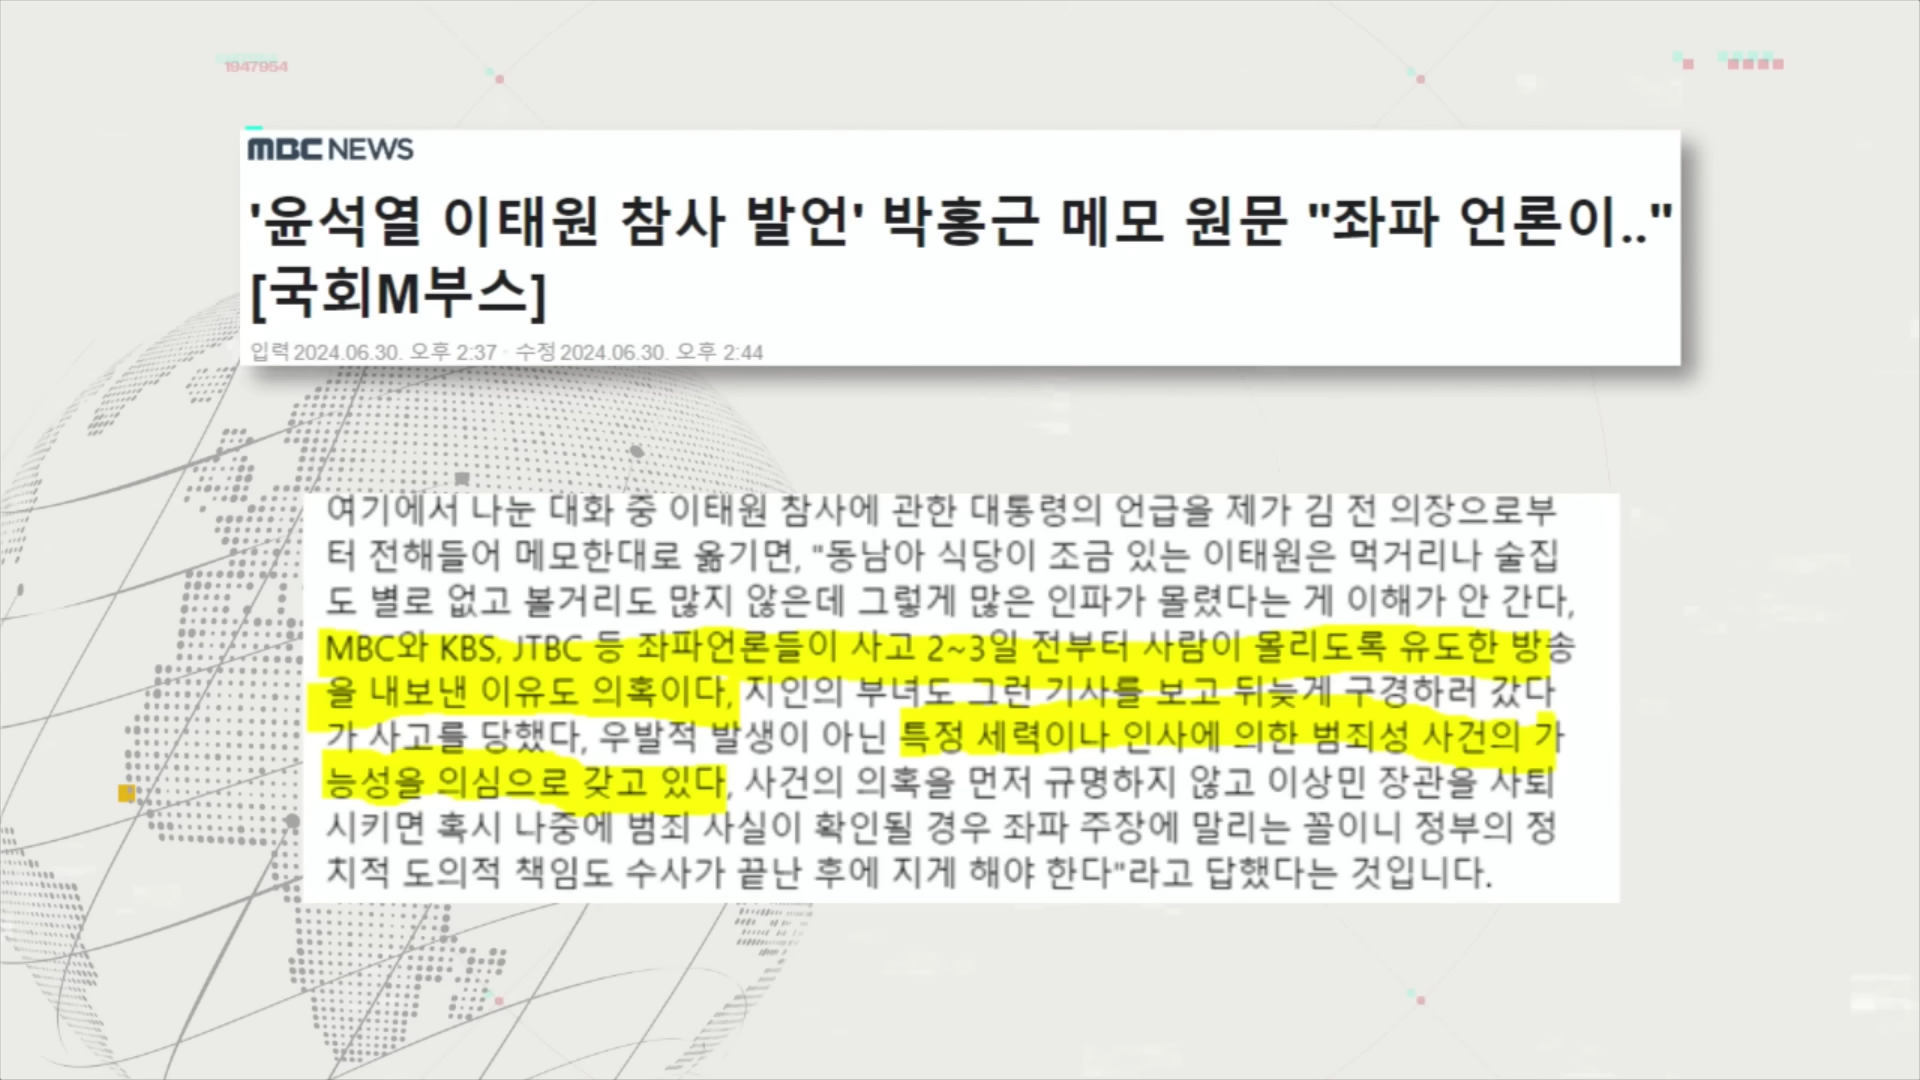 1947954
MBC NEWS
'윤석열 이태원 참사 발언' 박홍근 메모 원문 "좌파 언론이.."
[국회M부스]
입력 2024.06.30. 오후 2:37 · 수정 2024.06.30. 오후 2:44
여기에서 나눈 대화 중 이태원 참사에 관한 대통령의 언급을 제가 김 전 의장으로부
터 전해들어 메모한대로 옮기면, "동남아 식당이 조금 있는 이태원은 먹거리나 술집
도 별로 없고 볼거리도 많지 않은데 그렇게 많은 인파가 몰렸다는 게 이해가 안 간다,
MBC와 KBS, JTBC 등 좌파언론들이 사고 2~3일 전부터 사람이 몰리도록 유도한 방송
을 내보낸 이유도 의혹이다, 지인의 부녀도 그런 기사를 보고 뒤늦게 구경하러 갔다
가 사고를 당했다, 우발적 발생이 아닌 특정 세력이나 인사에 의한 범죄성 사건의 가
능성을 의심으로 갖고 있다, 사건의 의혹을 먼저 규명하지 않고 이상민 장관을 사퇴
시키면 혹시 나중에 범죄 사실이 확인될 경우 좌파 주장에 말리는 꼴이니 정부의 정
치적 도의적 책임도 수사가 끝난 후에 지게 해야 한다"라고 답했다는 것입니다.